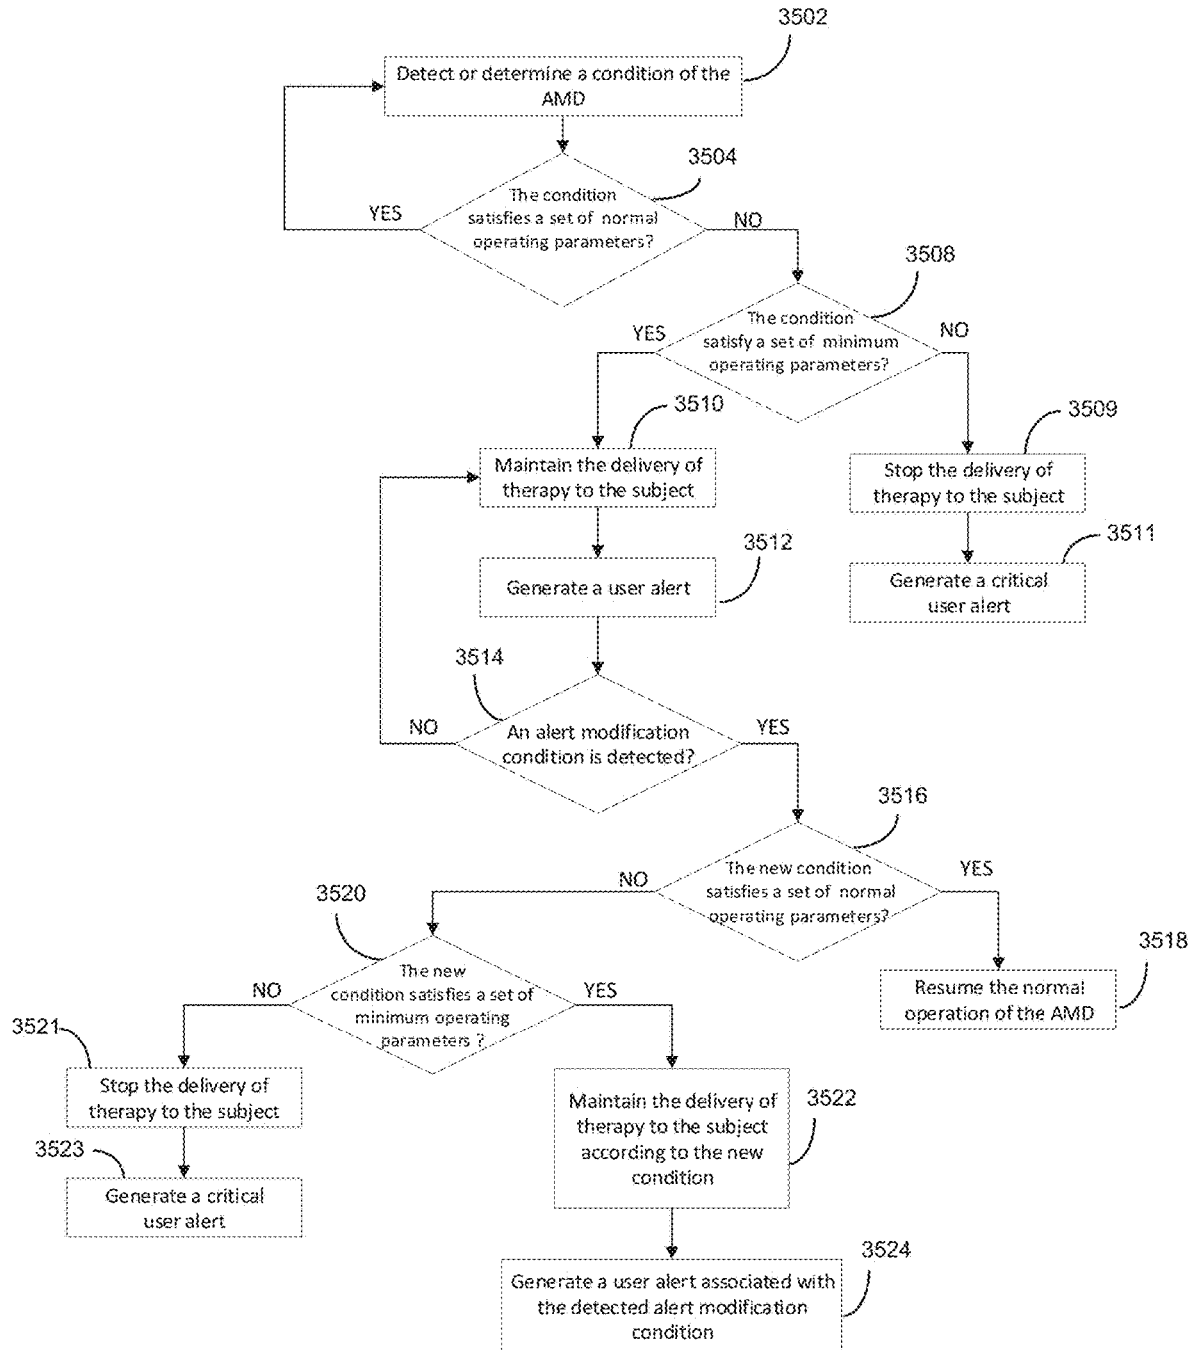 3502
Detect or determine a condition of the
AMD
3504
The condition
satisfies a set of normal
operating parameters?
YES
NO
3508
The condition
satisfy a set of minimum
operating parameters?
YES
NO
3510
3509
Maintain the delivery of
therapy to the subject
Stop the delivery of
therapy to the subject
3512
3511
Generate a user alert
Generate a critical
user alert
3514
An alert modification
condition is detected?
NO
YES
3516
The new condition
satisfies a set of normal
operating parameters?
NO
YES
3520
3518
Resume the normal
operation of the AMD
The new
condition satisfies a set of
minimum operating
parameters ?
NO
YES
3521
Stop the delivery of
therapy to the subject
3522
Maintain the delivery of
therapy to the subject
according to the new
condition
3523
Generate a critical
user alert
3524
Generate a user alert associated with
the detected alert modification
condition